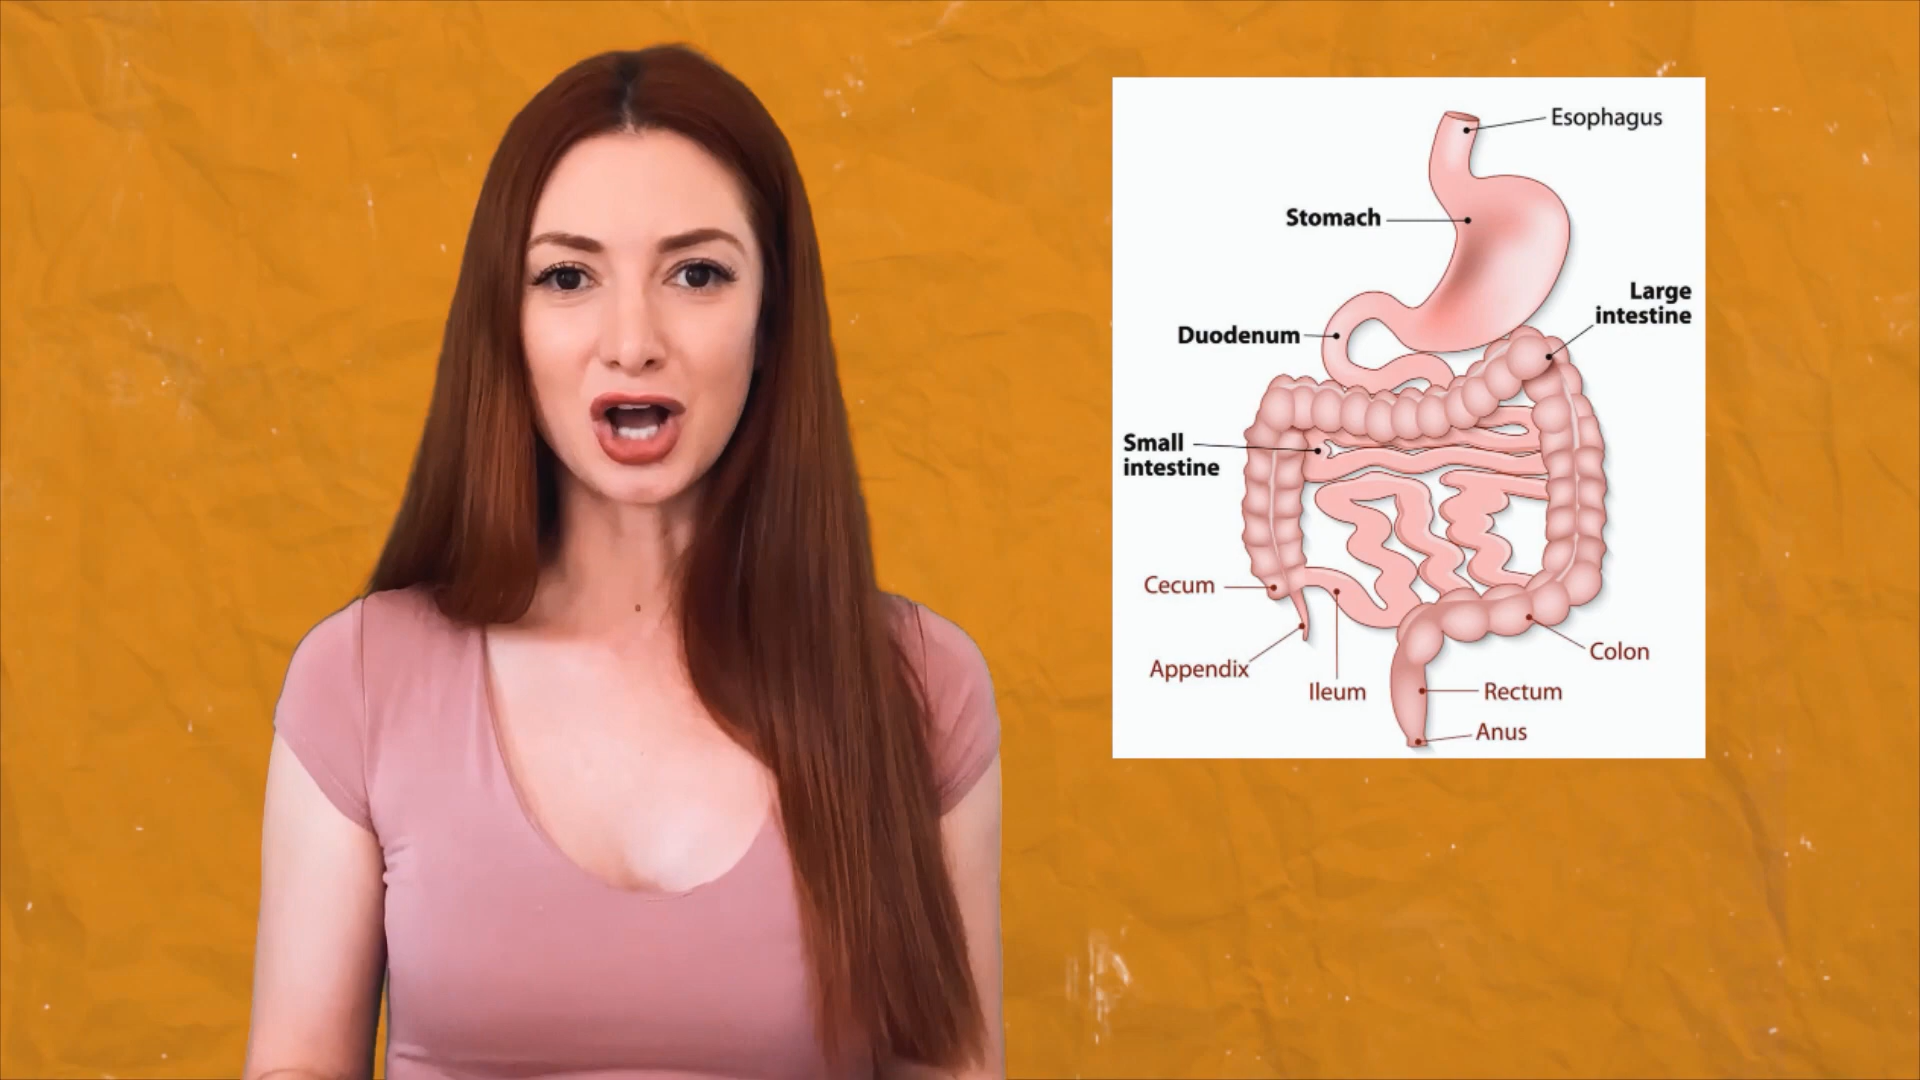 Esophagus
Stomach
Large
intestine
Duodenum
Small
intestine
Cecum
Colon
Appendix
Ileum
Rectum
Anus